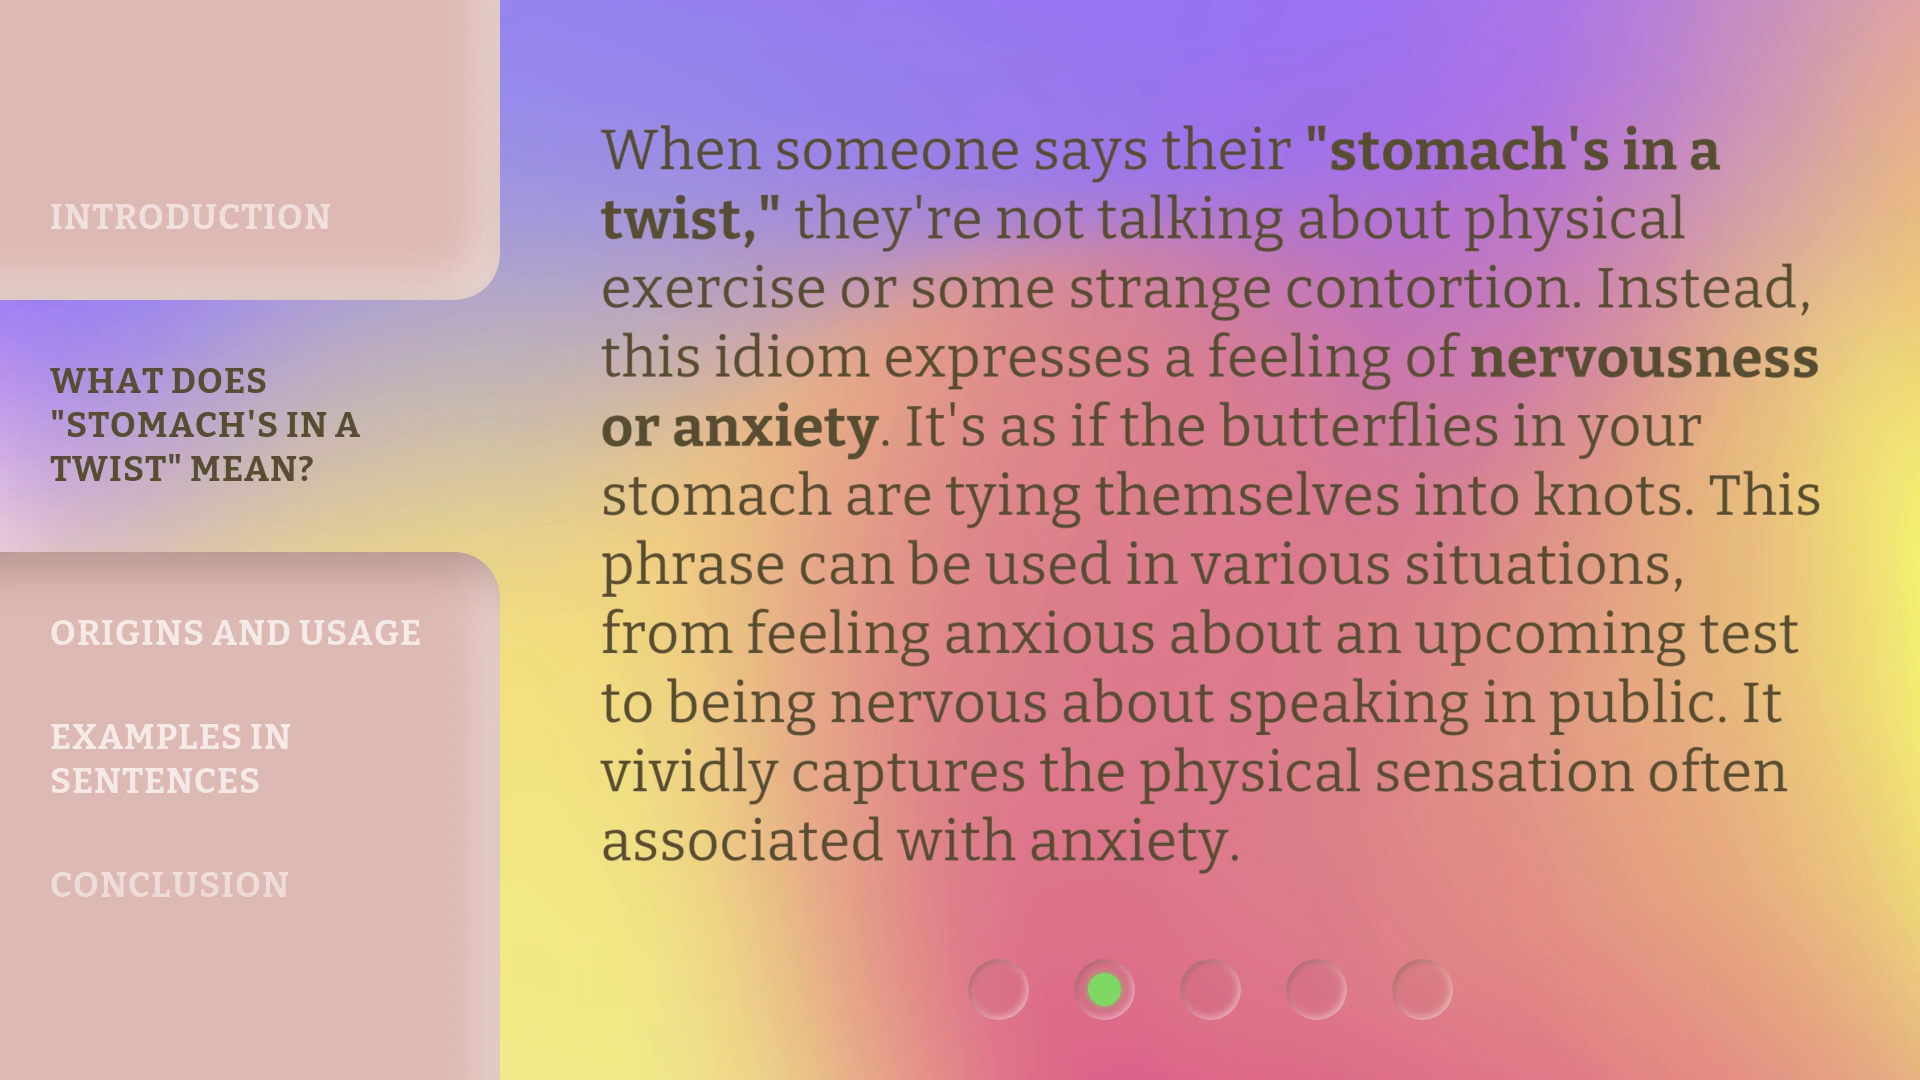 INTRODUCTION
WHAT DOES
"STOMACH'S IN A
TWIST" MEAN?
ORIGINS AND USAGE
EXAMPLES IN
SENTENCES
CONCLUSION
When someone says their "stomach's in a
twist," they're not talking about physical
exercise or some strange contortion. Instead,
this idiom expresses a feeling of nervousness
or anxiety. It's as if the butterflies in your
stomach are tying themselves into knots. This
phrase can be used in various situations,
from feeling anxious about an upcoming test
to being nervous about speaking in public. It
vividly captures the physical sensation often
associated with anxiety.